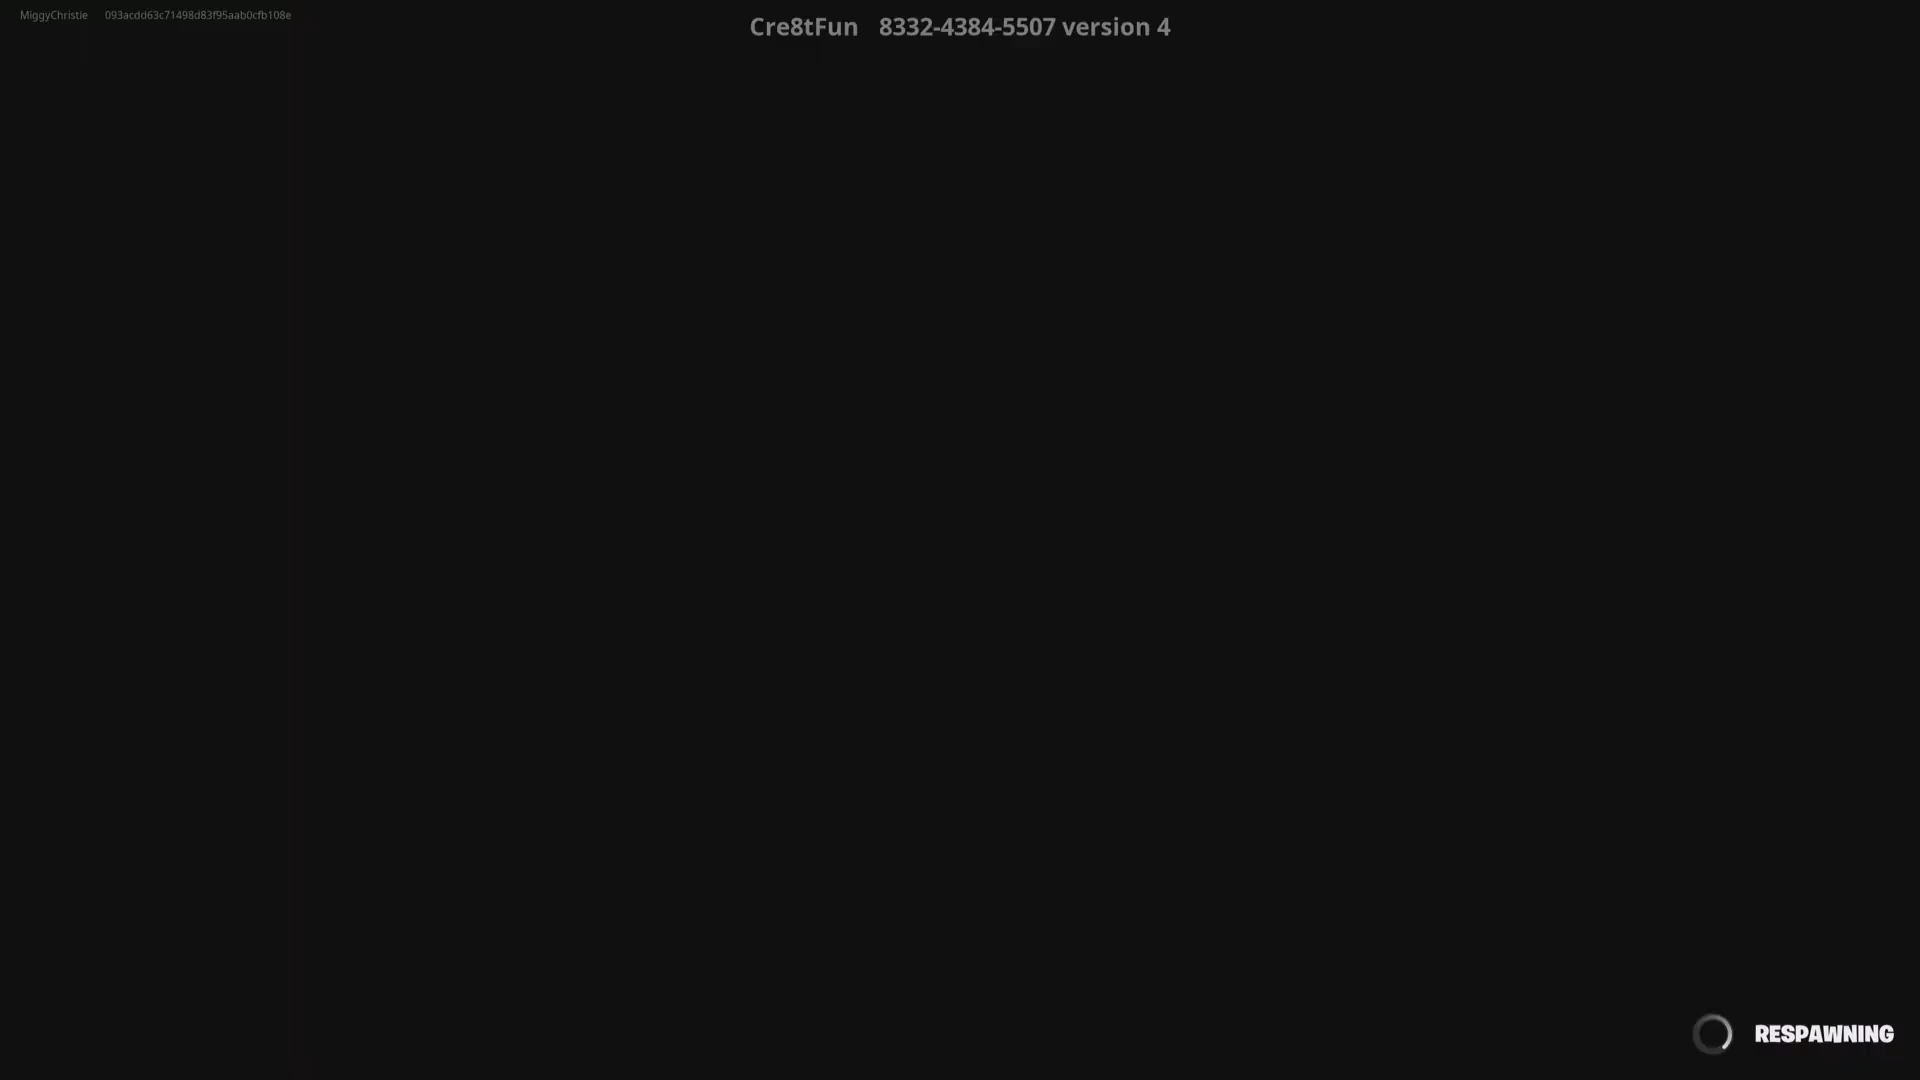 MiggyChristie 093acdd63c71498d83f95aab0cfb108e
Cre8tFun 8332-4384-5507 version 4
RESPAWNING